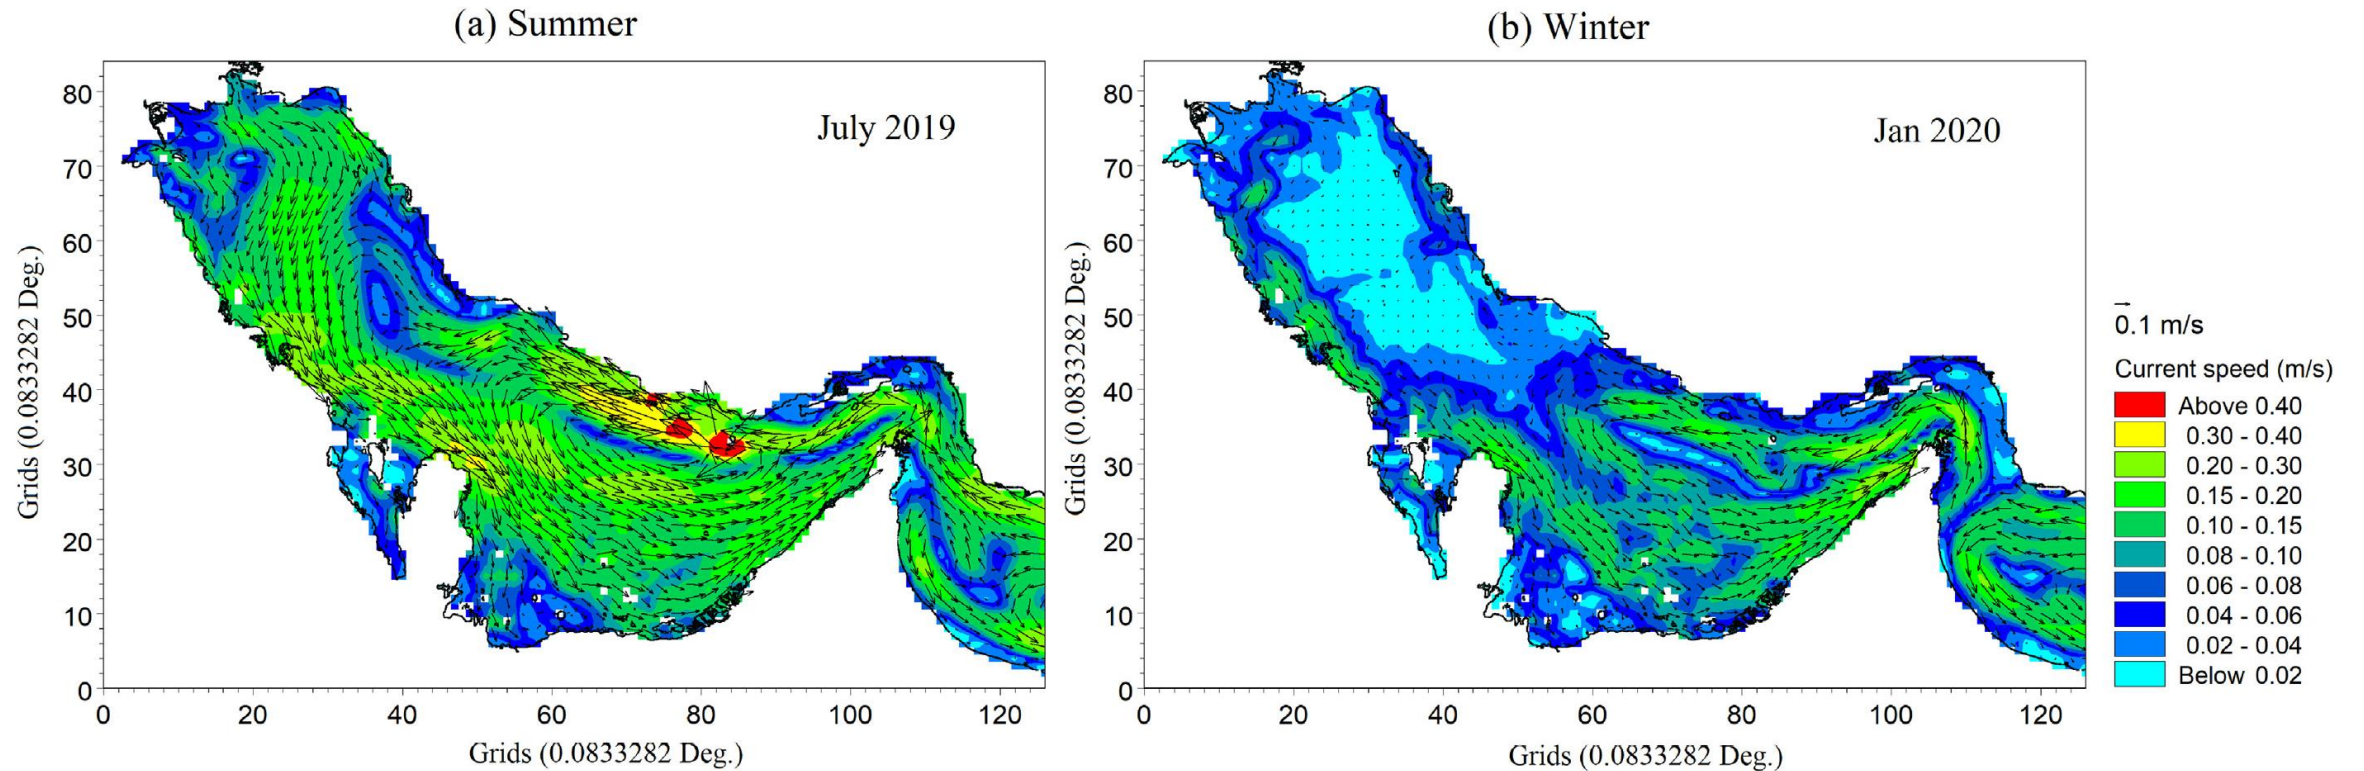 (a) Summer
(b) Winter
July 2019
Jan 2020
80
70
60
50
40
30
20
10
0
0
20
40
60
80
100
120
Grids (0.0833282 Deg.)
Grids (0.0833282 Deg.)
80
70
60
50
40
30
20
10
0
0
20
40
60
80
100
120
Grids (0.0833282 Deg.)
Grids (0.0833282 Deg.)
0.1 m/s
Current speed (m/s)
Above 0.40
0.30 - 0.40
0.20 - 0.30
0.15 - 0.20
0.10 - 0.15
0.08 - 0.10
0.06 - 0.08
0.04 - 0.06
0.02 - 0.04
Below 0.02